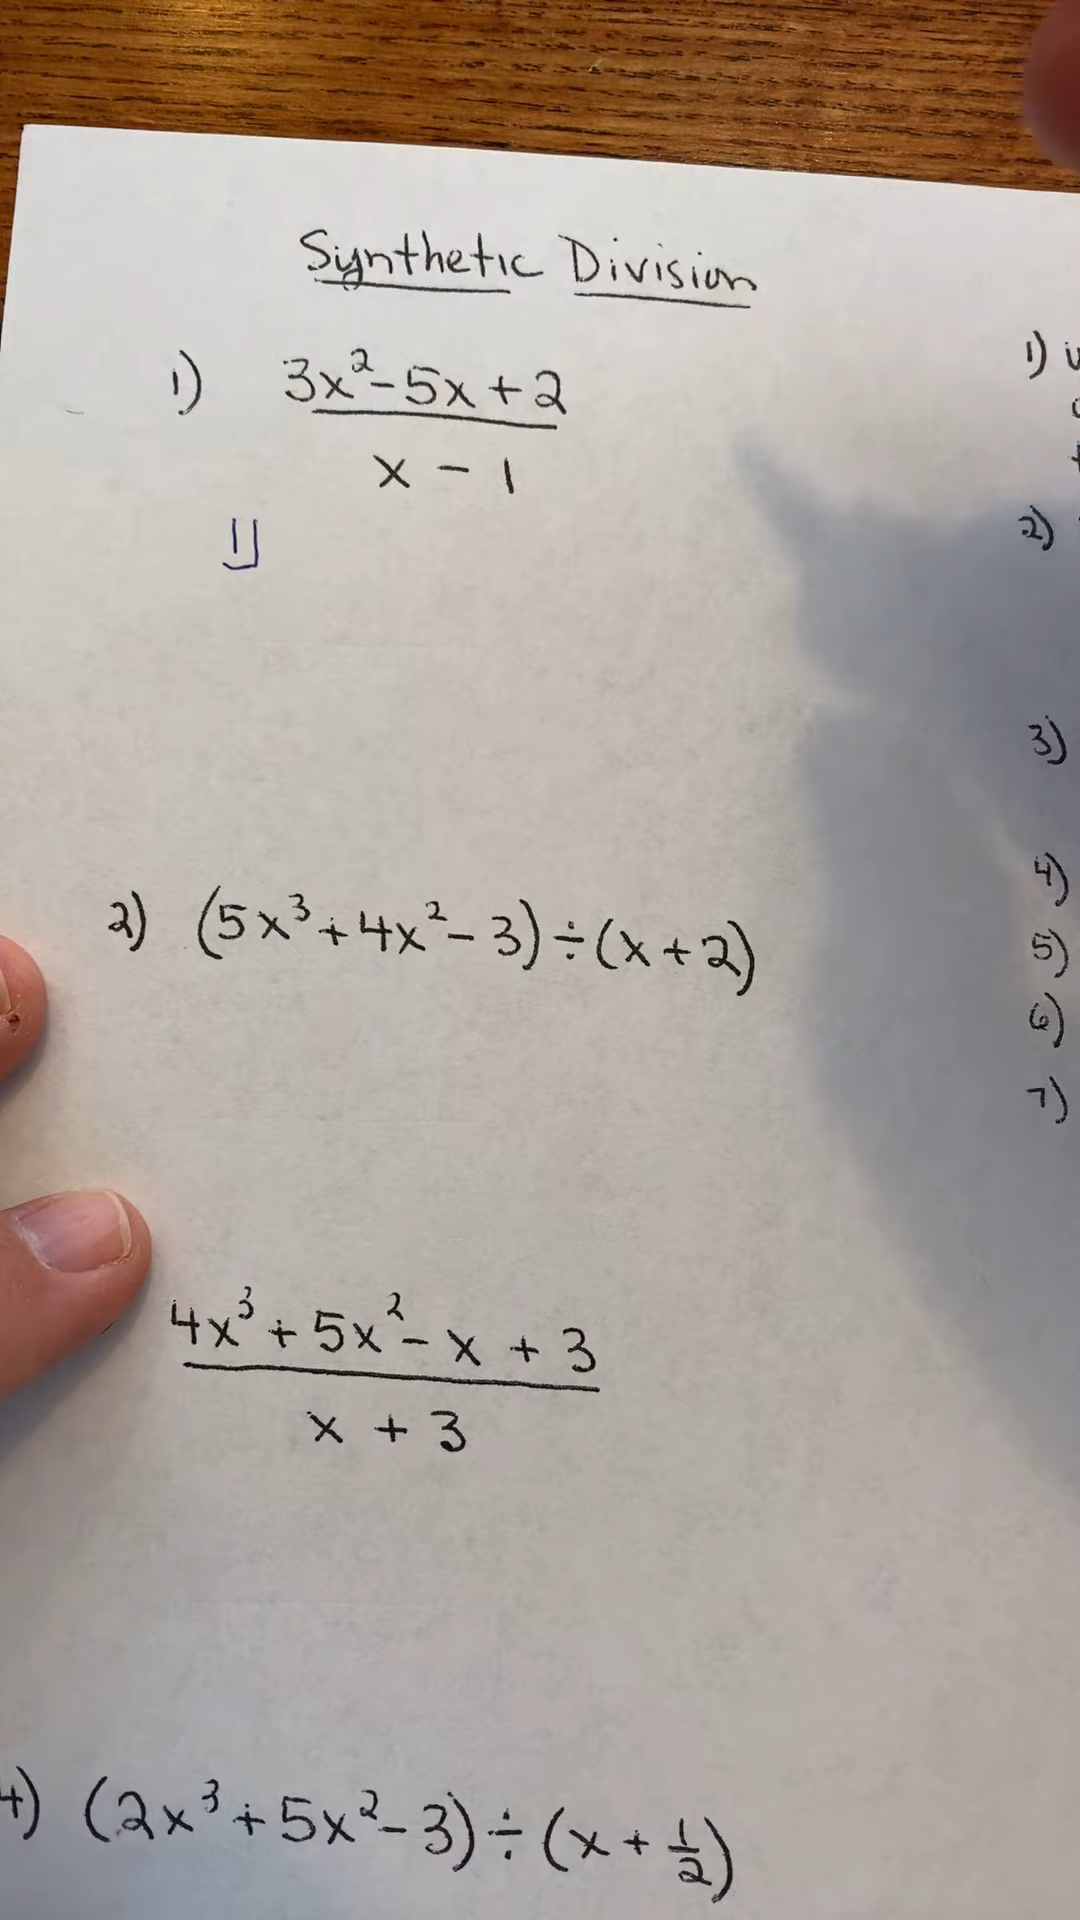 Synthetic Division
1) 3x²-5x+2
x - 1
1
2) (5x³+4x²-3)÷(x+2)
4x³+5x²-x+3
x + 3
4) (2x³+5x²-3)÷(x+½)
1)
2)
3)
4)
5)
6)
7)